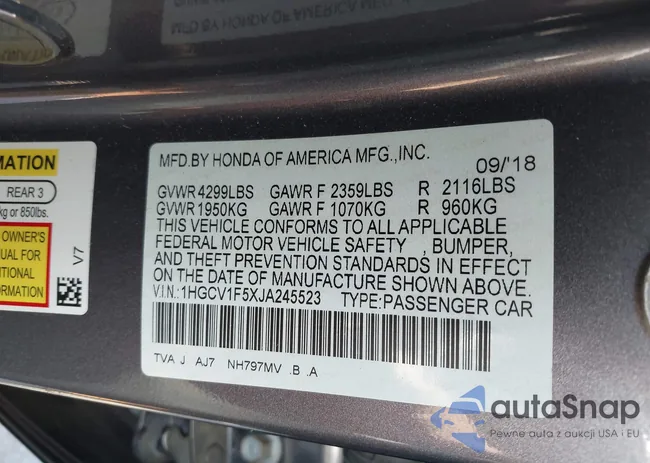 MFD.BY HONDA OF AMERICA MFG.,INC. 09/'18
GVWR 4299LBS GAWR F 2359LBS R 2116LBS
GVWR 1950KG GAWR F 1070KG R 960KG
THIS VEHICLE CONFORMS TO ALL APPLICABLE
FEDERAL MOTOR VEHICLE SAFETY , BUMPER,
AND THEFT PREVENTION STANDARDS IN EFFECT
ON THE DATE OF MANUFACTURE SHOWN ABOVE.
V.I.N.:1HGCV1F5XJA245523 TYPE:PASSENGER CAR
TVA J AJ7 NH797MV .B .A
MATION
REAR 3
kg or 850lbs.
OWNER'S
UAL FOR
ITIONAL
ORMATION
V7
autaSnap
Pewne auta z aukcji USA i EU